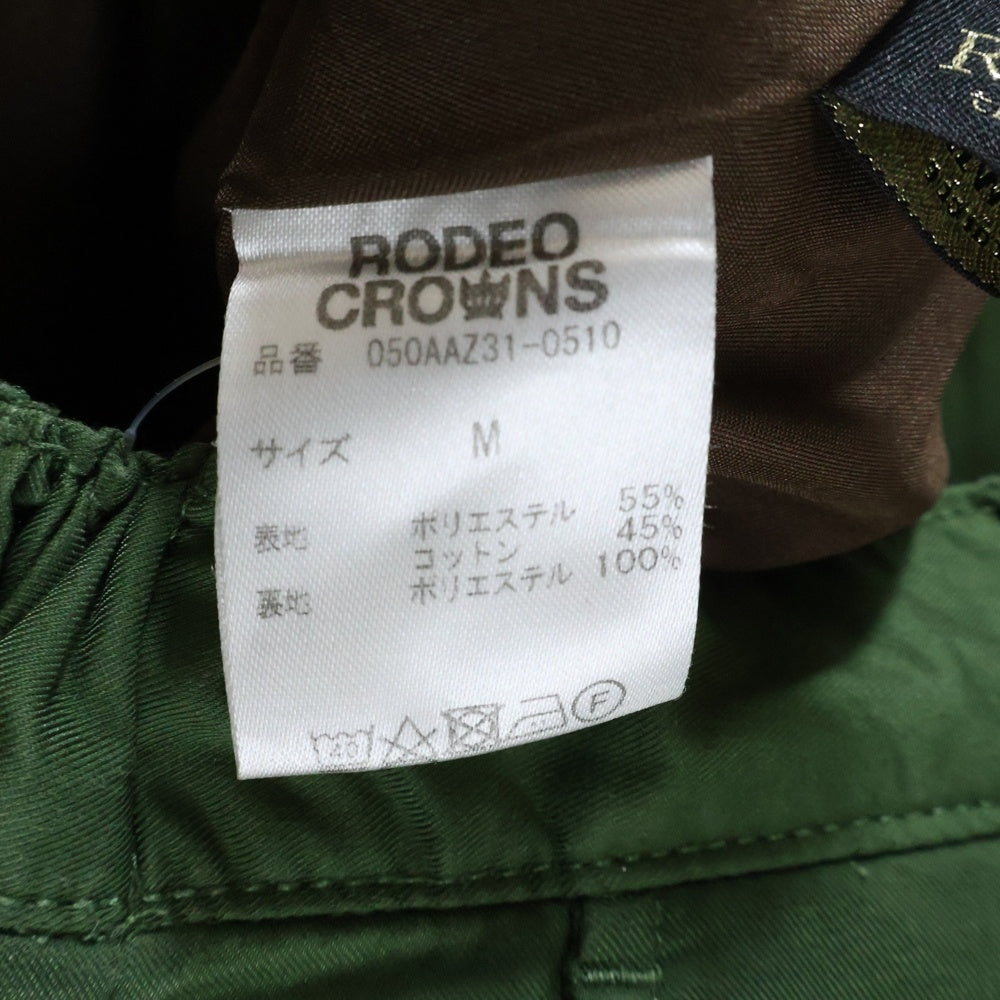 RODEO
CROWNS
品番 050AAZ31-0510
サイズ M
表地 ポリエステル 55%
コットン 45%
裏地 ポリエステル 100%
40
F
R